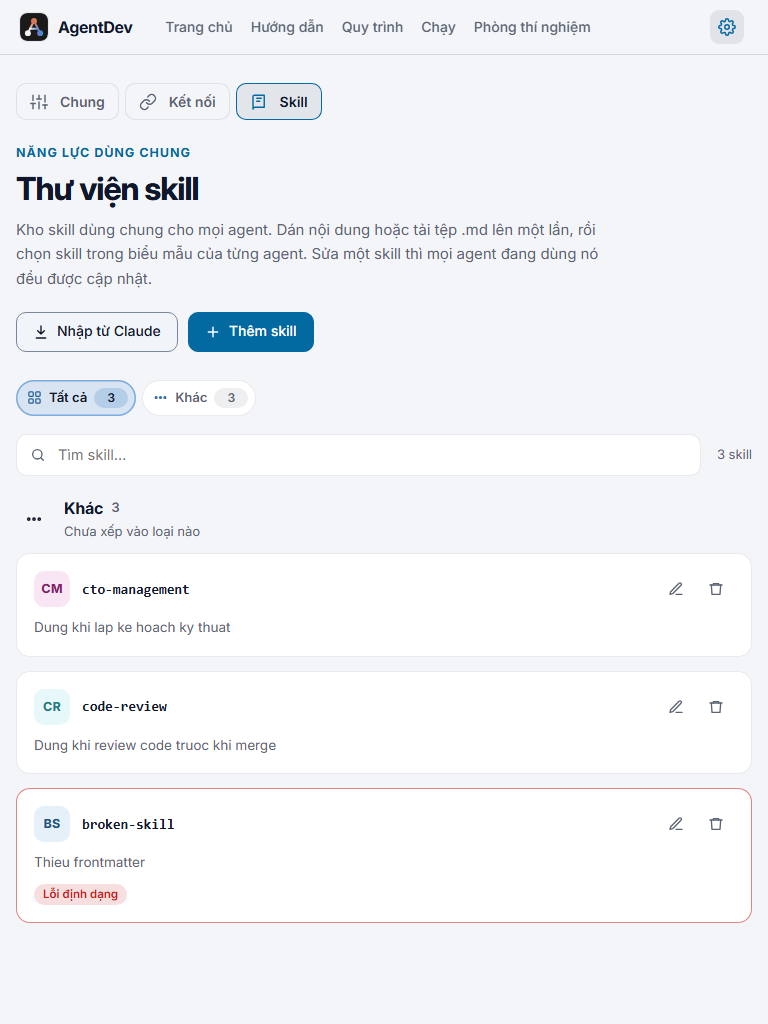 AgentDev
Trang chủ
Hướng dẫn
Quy trình
Chạy
Phòng thí nghiệm
Chung
Kết nối
Skill
NĂNG LỰC DÙNG CHUNG
Thư viện skill
Kho skill dùng chung cho mọi agent. Dán nội dung hoặc tải tệp .md lên một lần, rồi
chọn skill trong biểu mẫu của từng agent. Sửa một skill thì mọi agent đang dùng nó
đều được cập nhật.
Nhập từ Claude
Thêm skill
Tất cả 3
Khác 3
Tìm skill...
3 skill
Khác 3
Chưa xếp vào loại nào
CM cto-management
Dung khi lap ke hoach ky thuat
CR code-review
Dung khi review code truoc khi merge
BS broken-skill
Thieu frontmatter
Lỗi định dạng